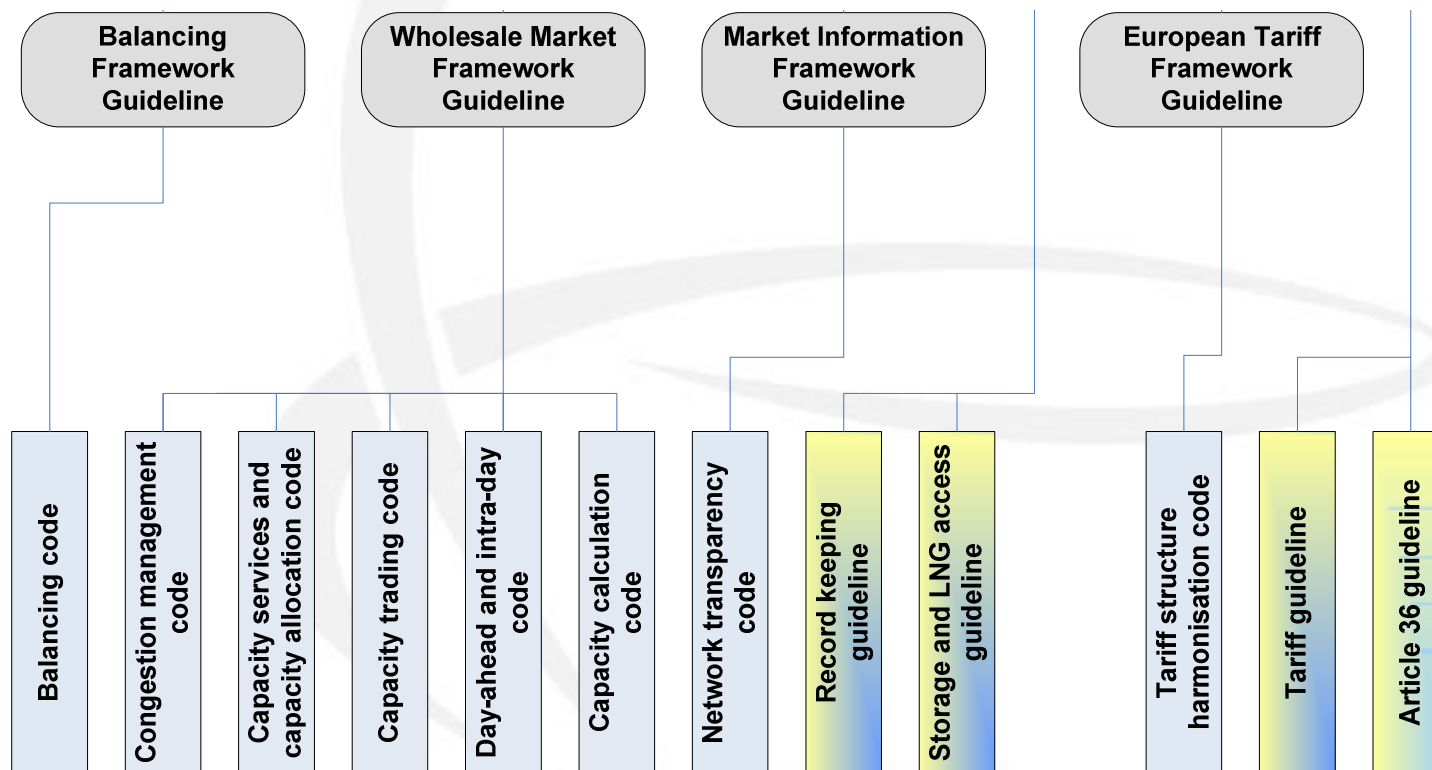 Balancing
Framework
Guideline
Wholesale Market
Framework
Guideline
Market Information
Framework
Guideline
European Tariff
Framework
Guideline
Balancing code
Congestion management
code
Capacity services and
capacity allocation code
Capacity trading code
Day-ahead and intra-day
code
Capacity calculation
code
Network transparency
code
Record keeping
guideline
Storage and LNG access
guideline
Tariff structure
harmonisation code
Tariff guideline
Article 36 guideline